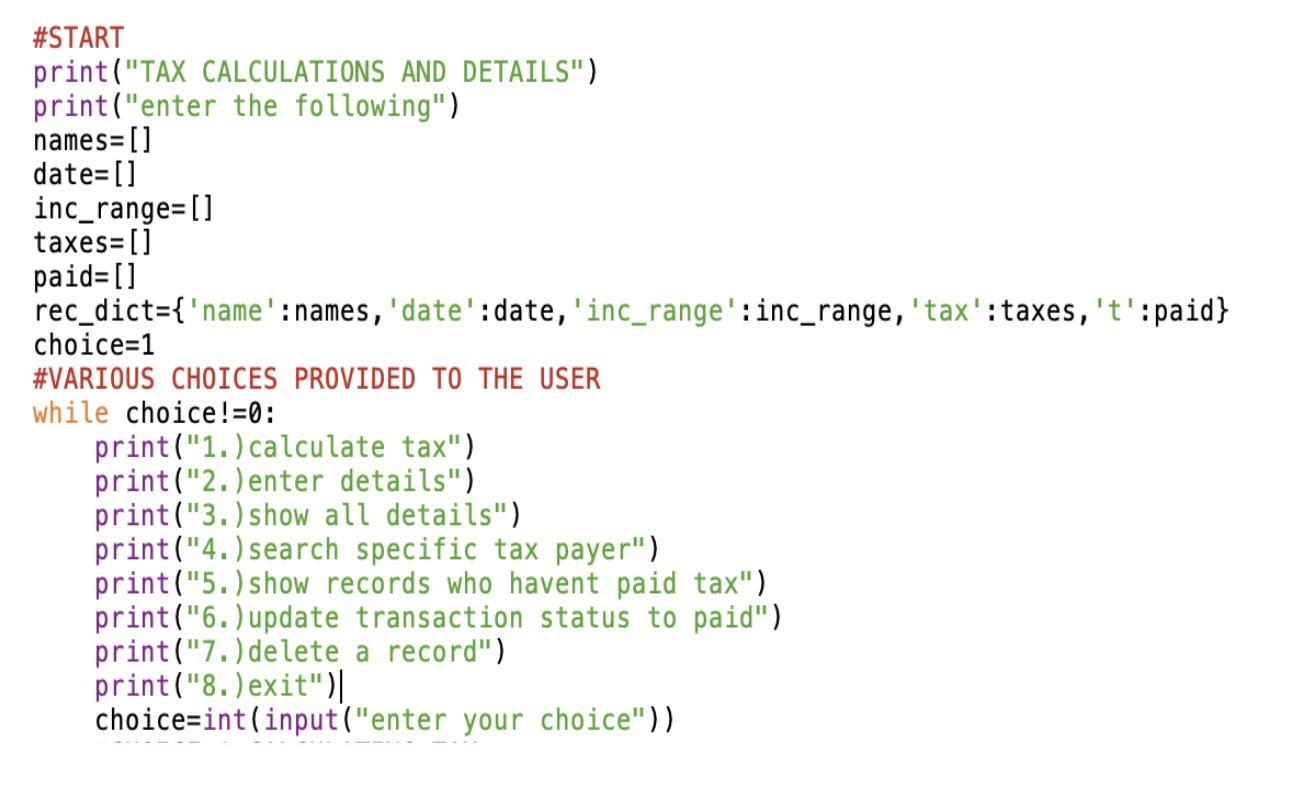 #START
print("TAX CALCULATIONS AND DETAILS")
print("enter the following")
names=[]
date=[]
inc_range=[]
taxes=[]
paid=[]
rec_dict={'name':names,'date':date,'inc_range':inc_range,'tax':taxes,'t':paid}
choice=1
#VARIOUS CHOICES PROVIDED TO THE USER
while choice!=0:
    print("1.)calculate tax")
    print("2.)enter details")
    print("3.)show all details")
    print("4.)search specific tax payer")
    print("5.)show records who havent paid tax")
    print("6.)update transaction status to paid")
    print("7.)delete a record")
    print("8.)exit")
    choice=int(input("enter your choice"))